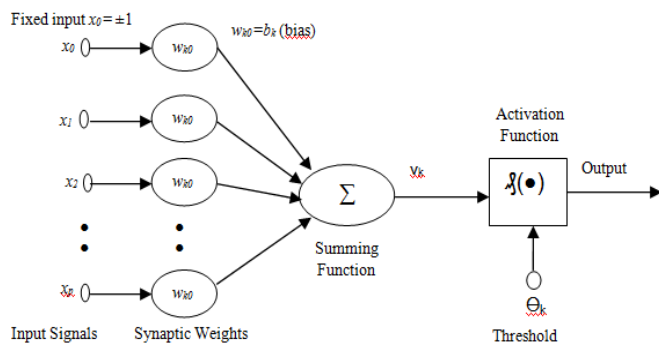 Fixed input x₀ = ±1
x₀
wₖ₀
wₖ₀=bₖ (bias)
x₁
wₖ₀
x₂
wₖ₀
xₙ
wₖ₀
Σ
vₖ
Summing
Function
Activation
Function
𝒻(●)
Output
Θₖ
Threshold
Input Signals
Synaptic Weights